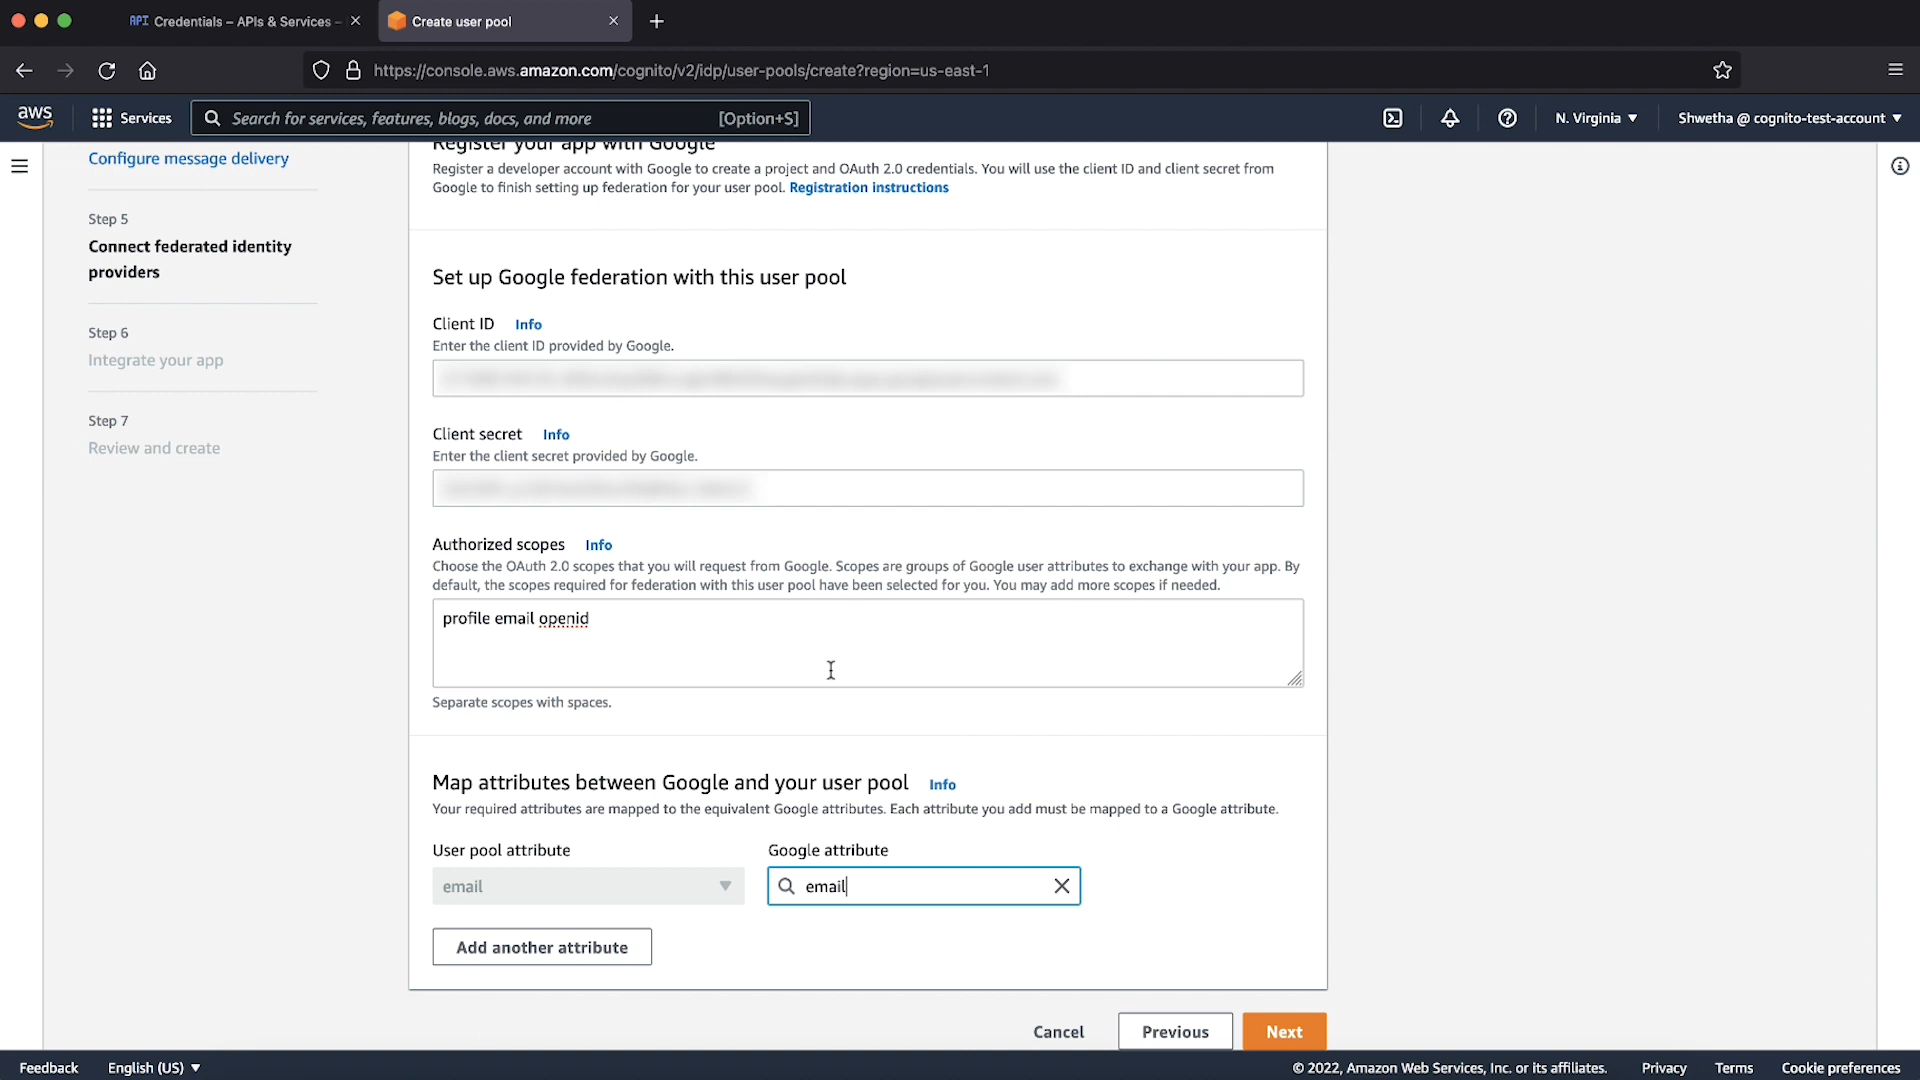 API Credentials – APIs & Services –
Create user pool
https://console.aws.amazon.com/cognito/v2/idp/user-pools/create?region=us-east-1
aws
Services
Search for services, features, blogs, docs, and more
[Option+S]
N. Virginia
Shwetha @ cognito-test-account
Configure message delivery
Step 5
Connect federated identity
providers
Step 6
Integrate your app
Step 7
Review and create
Register your app with Google
Register a developer account with Google to create a project and OAuth 2.0 credentials. You will use the client ID and client secret from
Google to finish setting up federation for your user pool. Registration instructions
Set up Google federation with this user pool
Client ID Info
Enter the client ID provided by Google.
Client secret Info
Enter the client secret provided by Google.
Authorized scopes Info
Choose the OAuth 2.0 scopes that you will request from Google. Scopes are groups of Google user attributes to exchange with your app. By
default, the scopes required for federation with this user pool have been selected for you. You may add more scopes if needed.
profile email openid
Separate scopes with spaces.
Map attributes between Google and your user pool Info
Your required attributes are mapped to the equivalent Google attributes. Each attribute you add must be mapped to a Google attribute.
User pool attribute
Google attribute
email
email
Add another attribute
Cancel
Previous
Next
Feedback
English (US)
© 2022, Amazon Web Services, Inc. or its affiliates.
Privacy
Terms
Cookie preferences